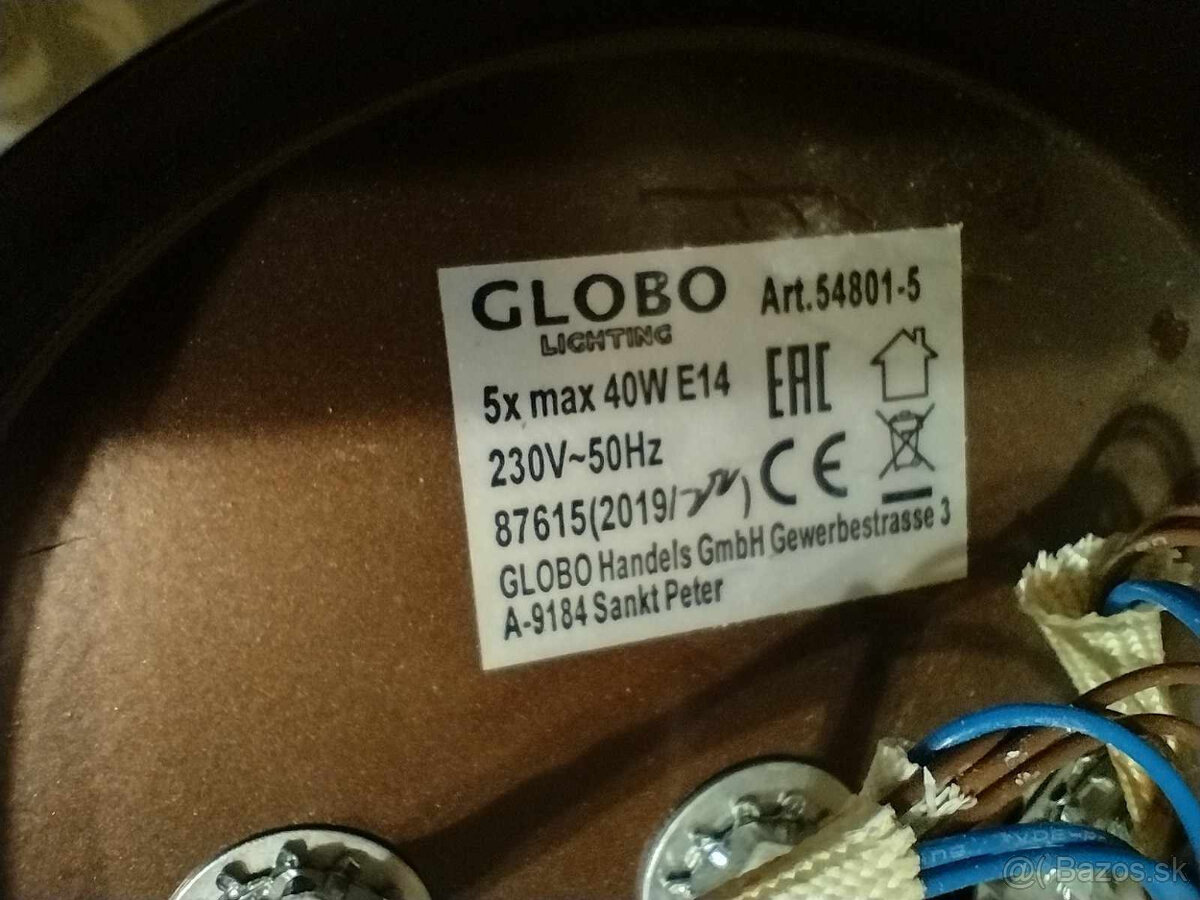 GLOBO
LIGHTING
Art.54801-5
5x max 40W E14
EAC
230V~50Hz
CE
87615(2019/ )
GLOBO Handels GmbH Gewerbestrasse 3
A-9184 Sankt Peter
VDE-R
@(Bazos.sk